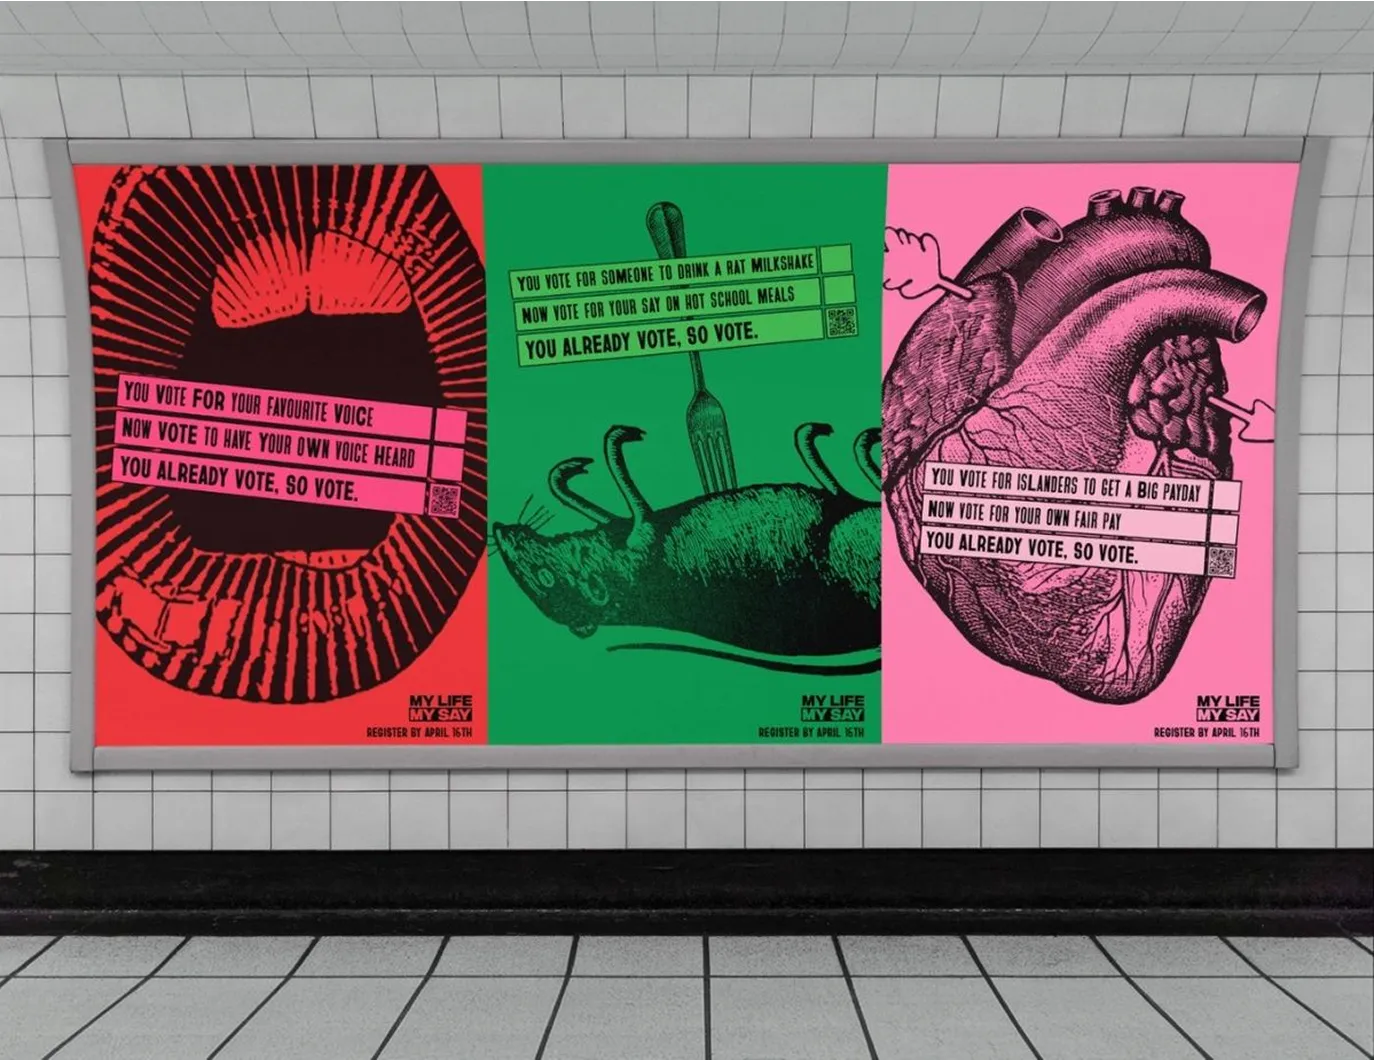 YOU VOTE FOR YOUR FAVOURITE VOICE
NOW VOTE TO HAVE YOUR OWN VOICE HEARD
YOU ALREADY VOTE, SO VOTE.
MY LIFE
MY SAY
REGISTER BY APRIL 16TH
YOU VOTE FOR SOMEONE TO DRINK A RAT MILKSHAKE
NOW VOTE FOR YOUR SAY ON HOT SCHOOL MEALS
YOU ALREADY VOTE, SO VOTE.
MY LIFE
MY SAY
REGISTER BY APRIL 16TH
YOU VOTE FOR ISLANDERS TO GET A BIG PAYDAY
NOW VOTE FOR YOUR OWN FAIR PAY
YOU ALREADY VOTE, SO VOTE.
MY LIFE
MY SAY
REGISTER BY APRIL 16TH